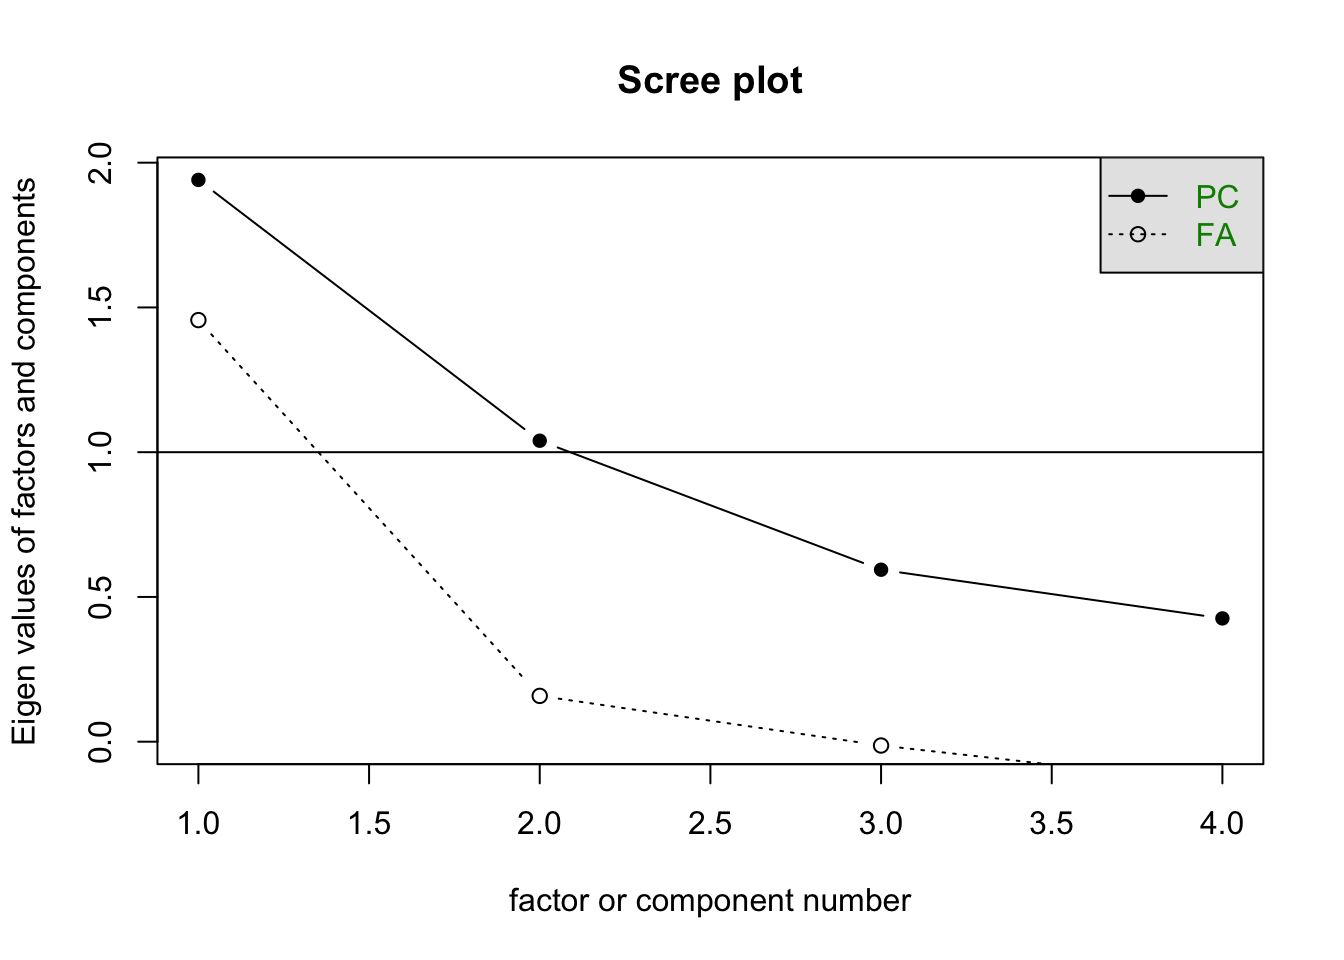 Scree plot
Eigen values of factors and components
2.0
1.5
1.0
0.5
0.0
PC
FA
1.0 1.5 2.0 2.5 3.0 3.5 4.0
factor or component number